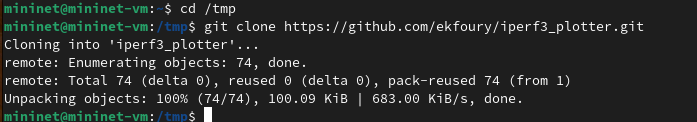 mininet@mininet-vm:~$ cd /tmp
mininet@mininet-vm:/tmp$ git clone https://github.com/ekfoury/iperf3_plotter.git
Cloning into 'iperf3_plotter'...
remote: Enumerating objects: 74, done.
remote: Total 74 (delta 0), reused 0 (delta 0), pack-reused 74 (from 1)
Unpacking objects: 100% (74/74), 100.09 KiB | 683.00 KiB/s, done.
mininet@mininet-vm:/tmp$